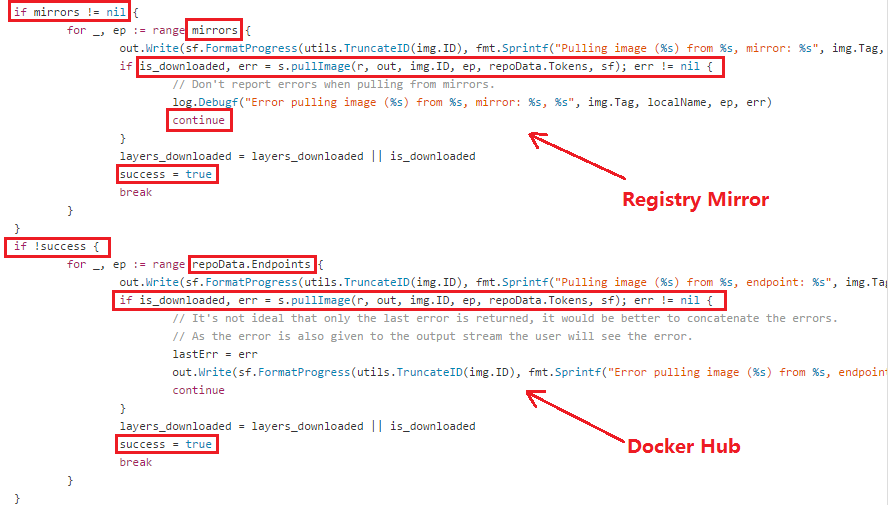 if mirrors != nil {
for _, ep := range mirrors {
out.Write(sf.FormatProgress(utils.TruncateID(img.ID), fmt.Sprintf("Pulling image (%s) from %s, mirror: %s", img.Tag,
if is_downloaded, err = s.pullImage(r, out, img.ID, ep, repoData.Tokens, sf); err != nil {
// Don't report errors when pulling from mirrors.
log.Debugf("Error pulling image (%s) from %s, mirror: %s, %s", img.Tag, localName, ep, err)
continue
}
layers_downloaded = layers_downloaded || is_downloaded
success = true
break
}
}
Registry Mirror
if !success {
for _, ep := range repoData.Endpoints {
out.Write(sf.FormatProgress(utils.TruncateID(img.ID), fmt.Sprintf("Pulling image (%s) from %s, endpoint: %s", img.Tag
if is_downloaded, err = s.pullImage(r, out, img.ID, ep, repoData.Tokens, sf); err != nil {
// It's not ideal that only the last error is returned, it would be better to concatenate the errors.
// As the error is also given to the output stream the user will see the error.
lastErr = err
out.Write(sf.FormatProgress(utils.TruncateID(img.ID), fmt.Sprintf("Error pulling image (%s) from %s, endpoint
continue
}
layers_downloaded = layers_downloaded || is_downloaded
success = true
break
}
}
Docker Hub